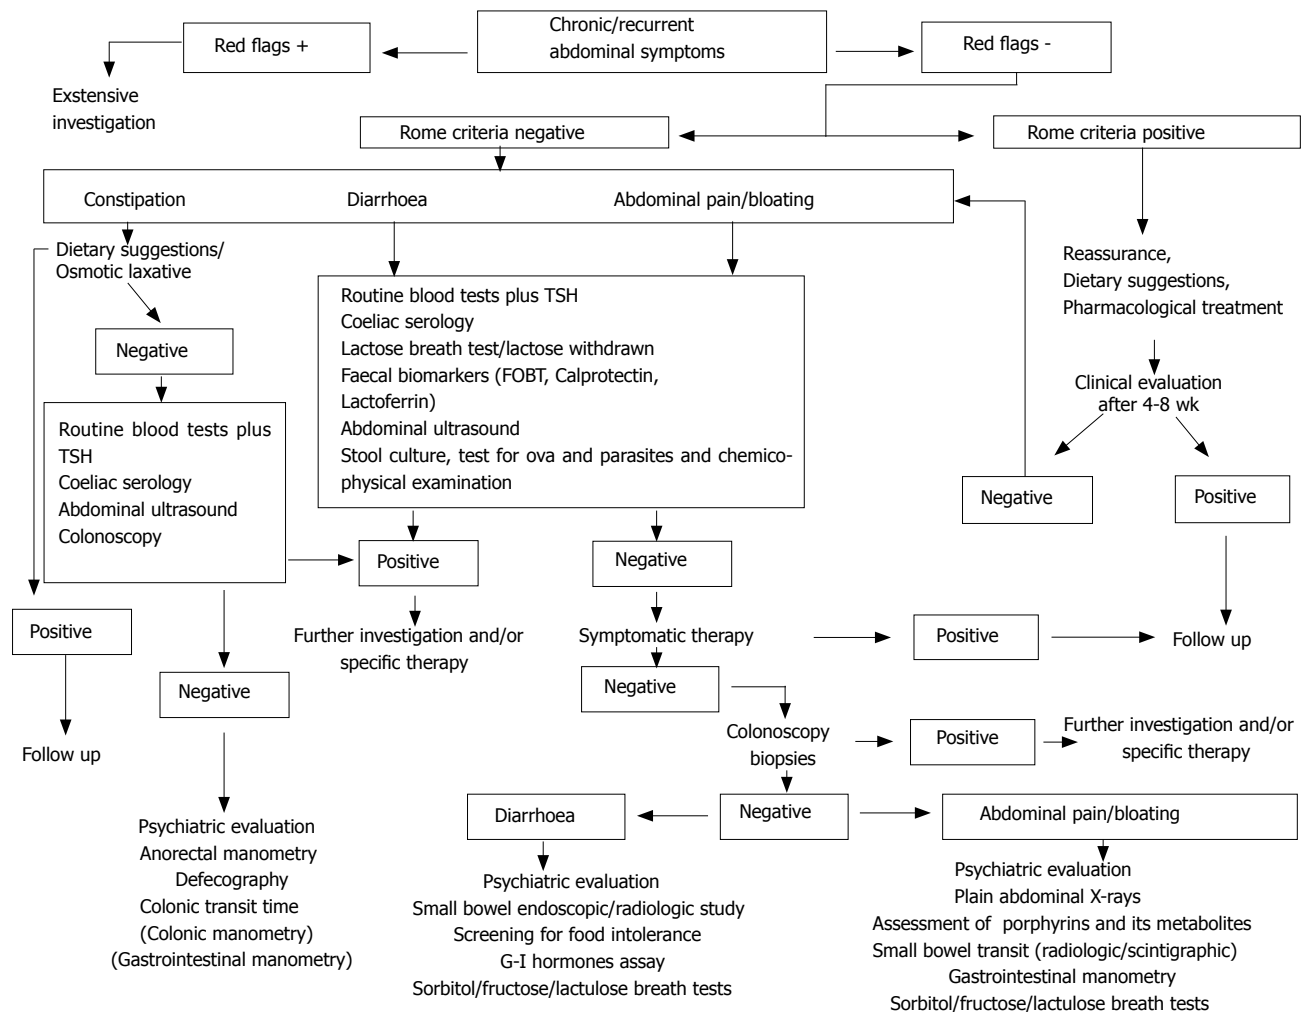 Chronic/recurrent
abdominal symptoms
Red flags +
Red flags -
Exstensive
investigation
Rome criteria negative
Rome criteria positive
Constipation
Diarrhoea
Abdominal pain/bloating
Dietary suggestions/
Osmotic laxative
Negative
Routine blood tests plus
TSH
Coeliac serology
Abdominal ultrasound
Colonoscopy
Routine blood tests plus TSH
Coeliac serology
Lactose breath test/lactose withdrawn
Faecal biomarkers (FOBT, Calprotectin,
Lactoferrin)
Abdominal ultrasound
Stool culture, test for ova and parasites and chemico-
physical examination
Reassurance,
Dietary suggestions,
Pharmacological treatment
Clinical evaluation
after 4-8 wk
Negative
Positive
Positive
Negative
Positive
Further investigation and/or
specific therapy
Symptomatic therapy
Positive
Follow up
Negative
Negative
Follow up
Colonoscopy
biopsies
Positive
Further investigation and/or
specific therapy
Diarrhoea
Negative
Abdominal pain/bloating
Psychiatric evaluation
Anorectal manometry
Defecography
Colonic transit time
(Colonic manometry)
(Gastrointestinal manometry)
Psychiatric evaluation
Small bowel endoscopic/radiologic study
Screening for food intolerance
G-I hormones assay
Sorbitol/fructose/lactulose breath tests
Psychiatric evaluation
Plain abdominal X-rays
Assessment of porphyrins and its metabolites
Small bowel transit (radiologic/scintigraphic)
Gastrointestinal manometry
Sorbitol/fructose/lactulose breath tests